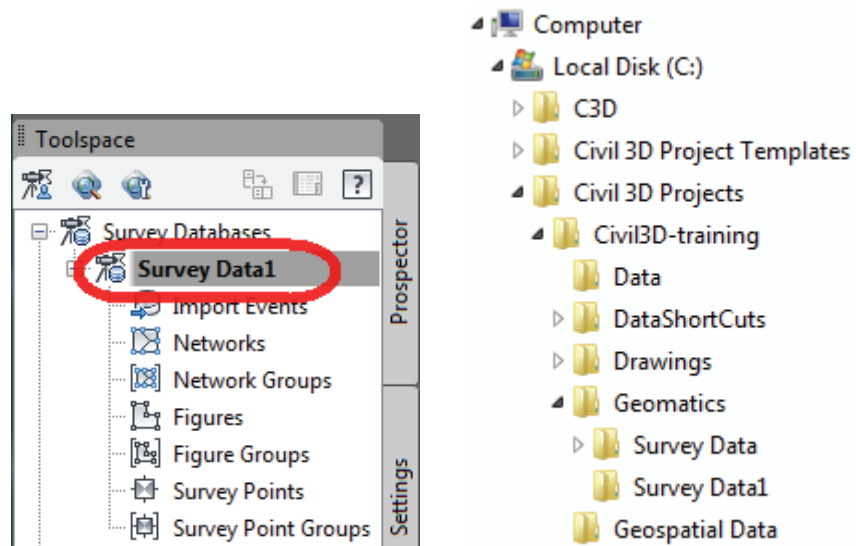 Toolspace
?
Survey Databases
Survey Data1
Import Events
Networks
Network Groups
Figures
Figure Groups
Survey Points
Survey Point Groups
Prospector
Settings
Computer
Local Disk (C:)
C3D
Civil 3D Project Templates
Civil 3D Projects
Civil3D-training
Data
DataShortCuts
Drawings
Geomatics
Survey Data
Survey Data1
Geospatial Data